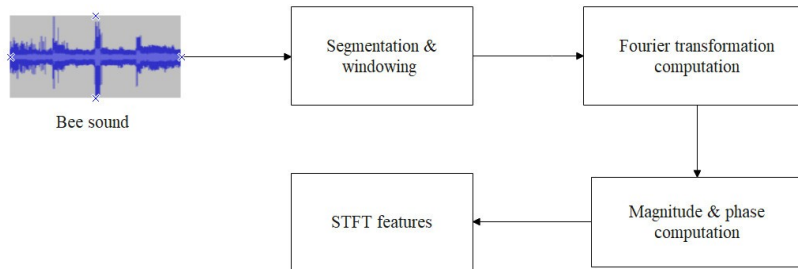 Bee sound
Segmentation &
windowing
Fourier transformation
computation
Magnitude & phase
computation
STFT features